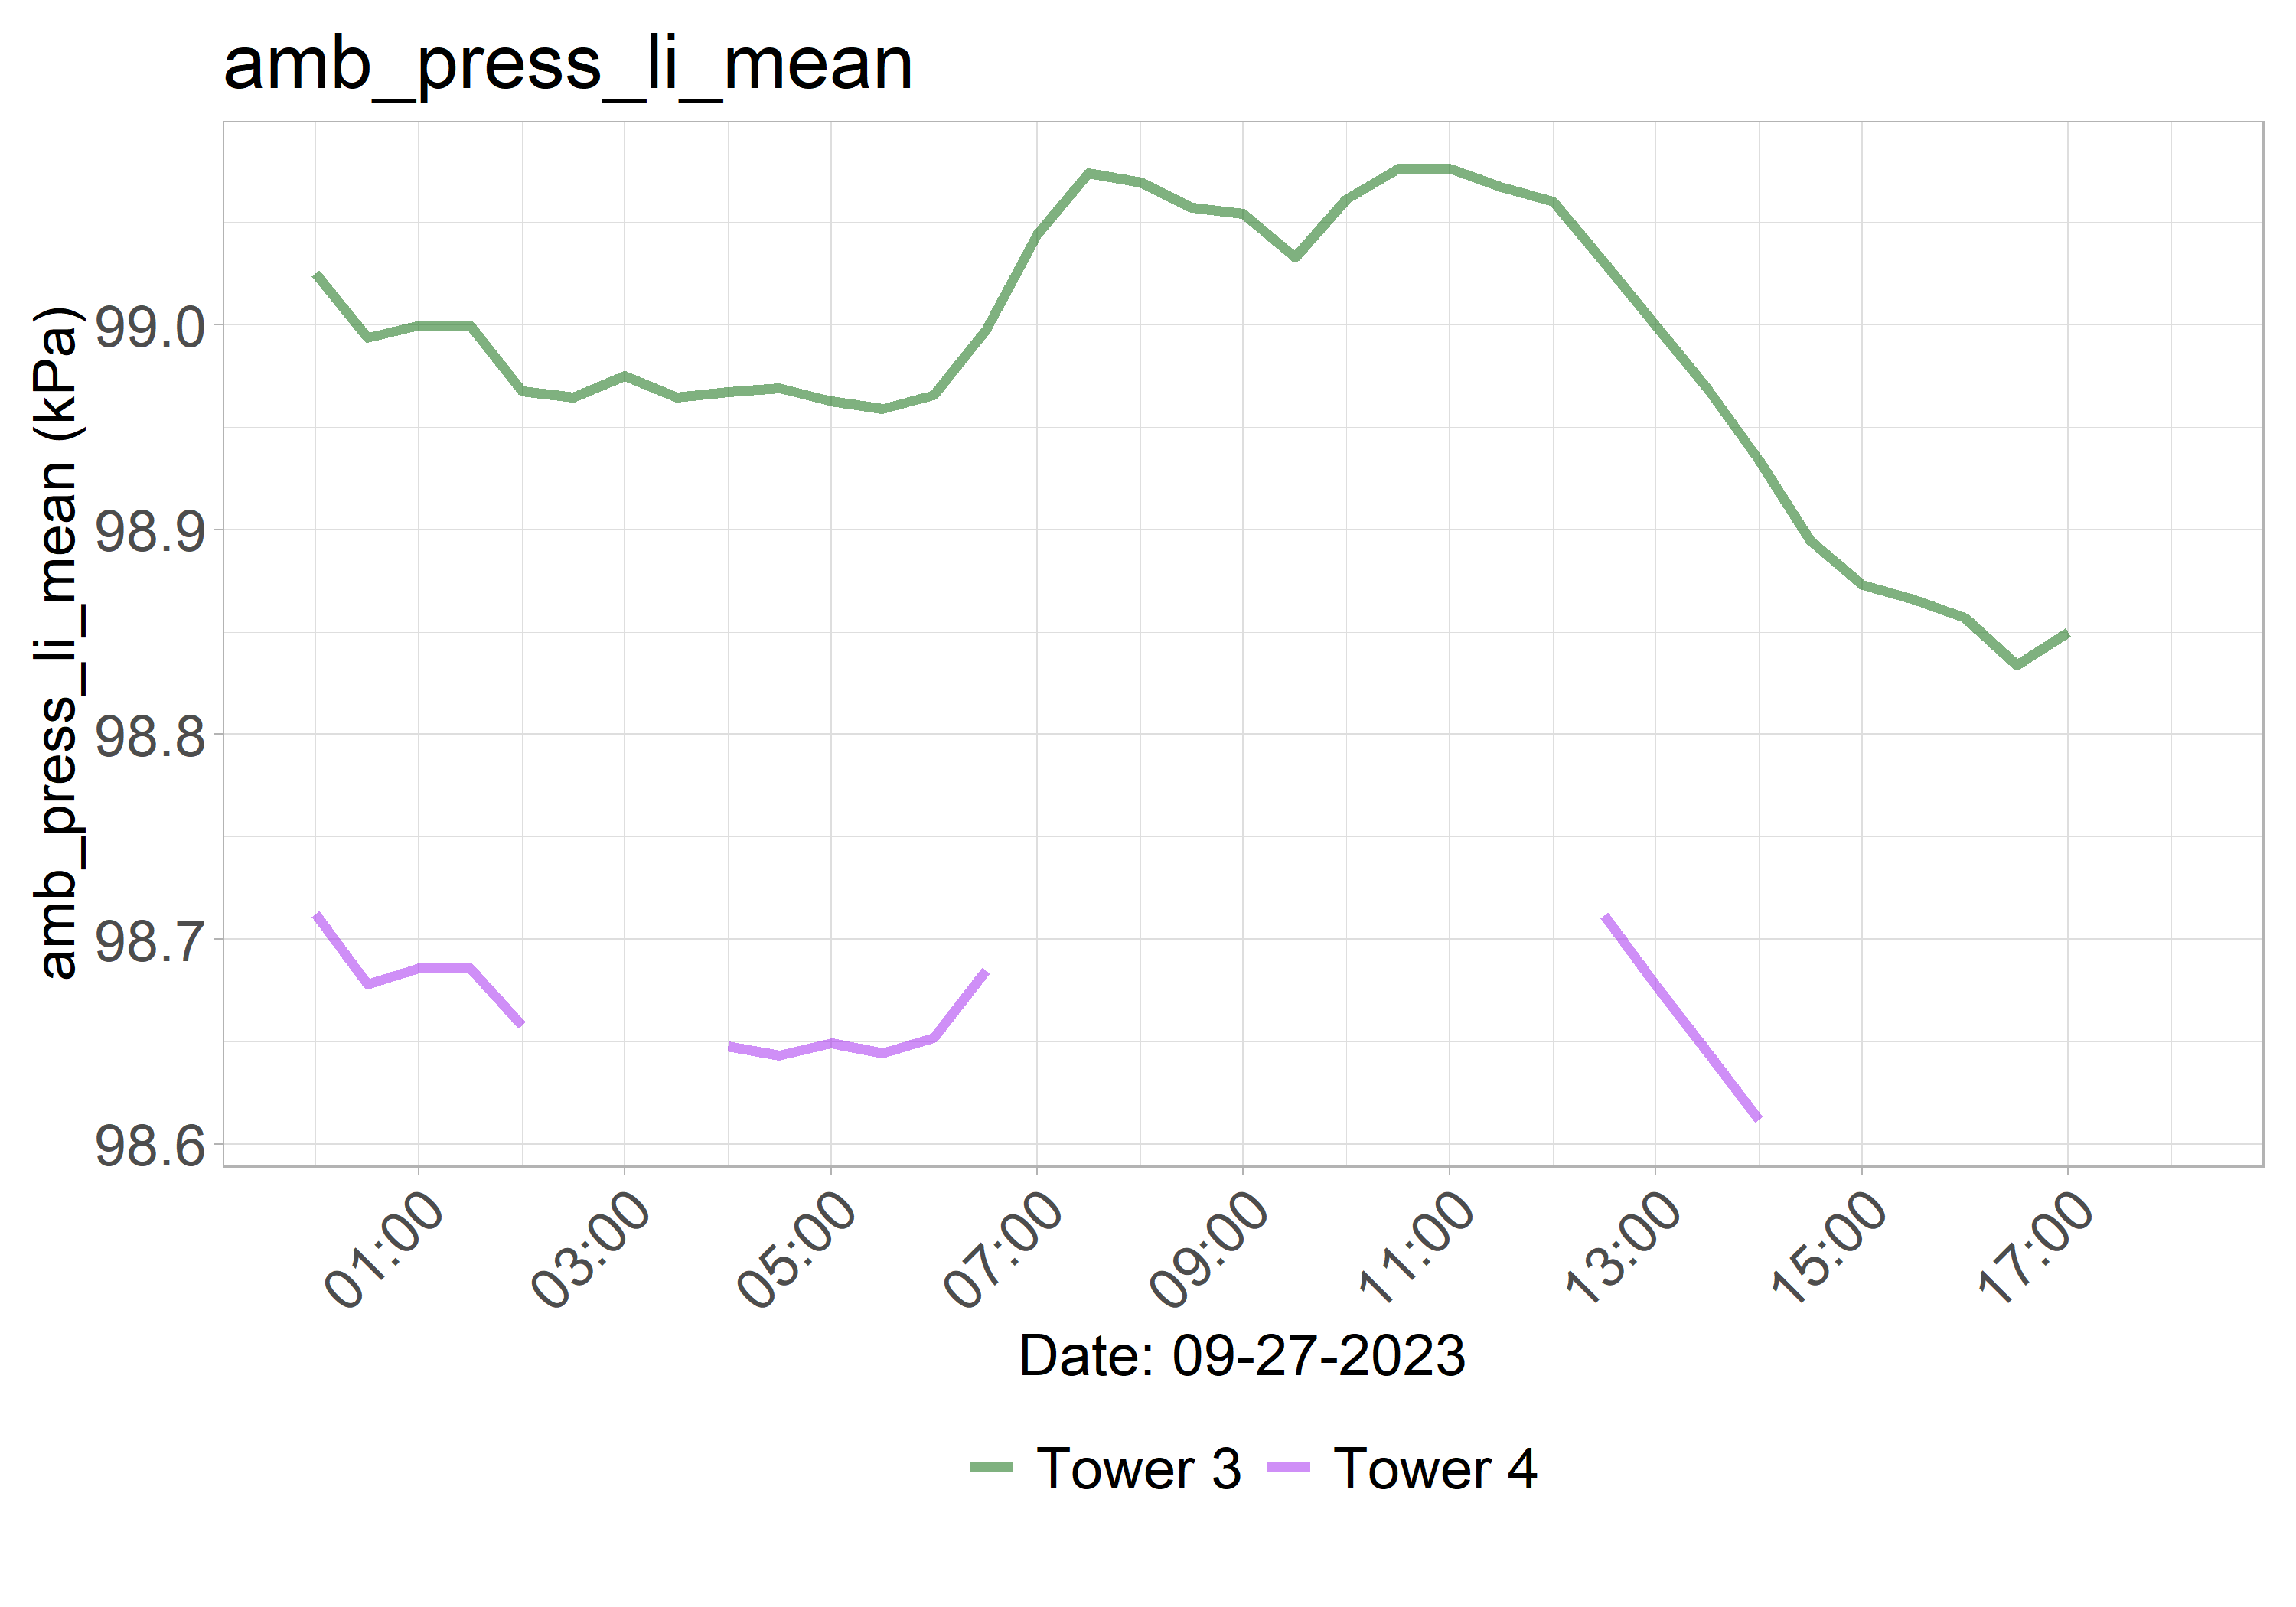 amb_press_li_mean
amb_press_li_mean (kPa)
99.0
98.9
98.8
98.7
98.6
01:00 03:00 05:00 07:00 09:00 11:00 13:00 15:00 17:00
Date: 09-27-2023
Tower 3 Tower 4